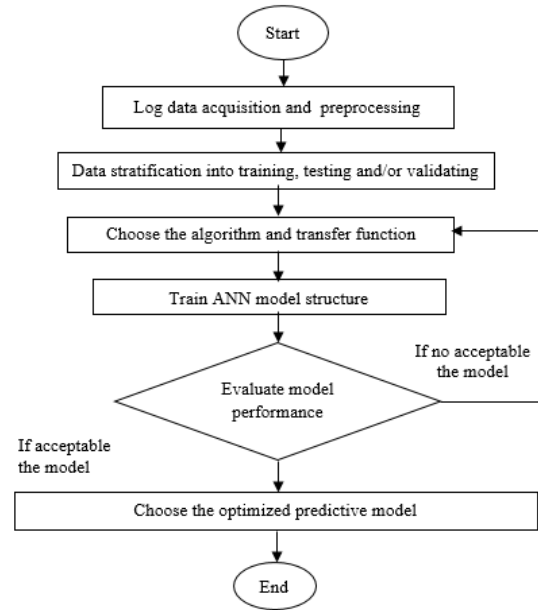 Start
Log data acquisition and preprocessing
Data stratification into training, testing and/or validating
Choose the algorithm and transfer function
Train ANN model structure
If no acceptable
the model
Evaluate model
performance
If acceptable
the model
Choose the optimized predictive model
End